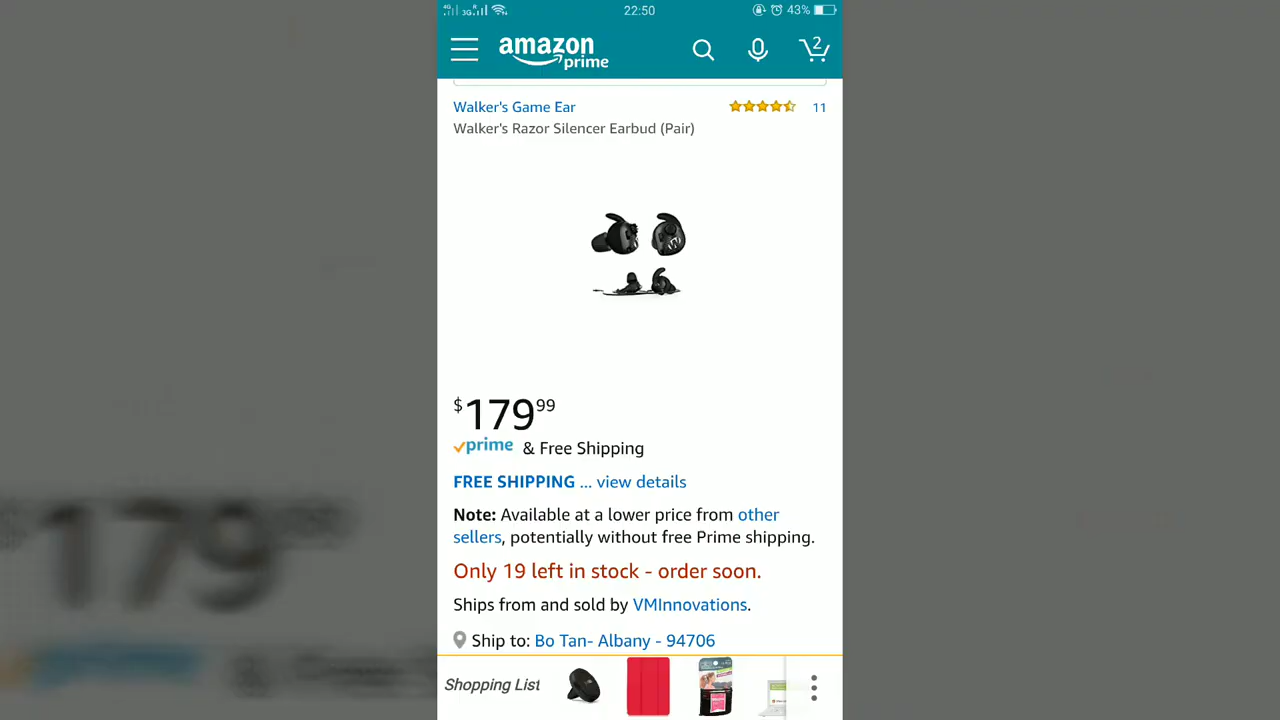 4G 3G R 22:50 43%
amazon prime 2
Walker's Game Ear 11
Walker's Razor Silencer Earbud (Pair)
$179 99
prime & Free Shipping
FREE SHIPPING ... view details
Note: Available at a lower price from other
sellers, potentially without free Prime shipping.
Only 19 left in stock - order soon.
Ships from and sold by VMInnovations.
Ship to: Bo Tan- Albany - 94706
Shopping List
$179